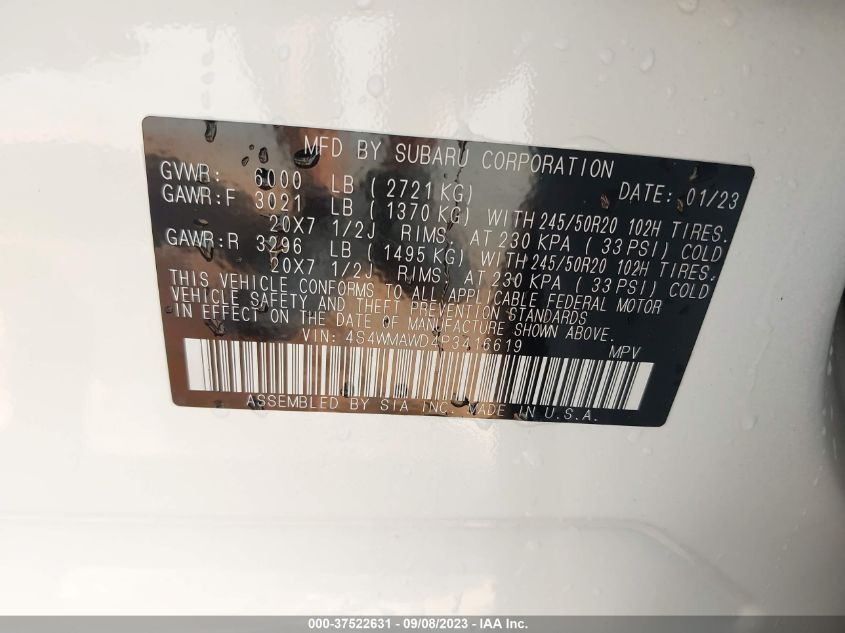 MFD BY SUBARU CORPORATION
GVWR: 6000 LB ( 2721 KG) DATE: 01/23
GAWR:F 3021 LB ( 1370 KG) WITH 245/50R20 102H TIRES.
20X7 1/2J RIMS, AT 230 KPA ( 33 PSI) COLD
GAWR:R 3296 LB ( 1495 KG) WITH 245/50R20 102H TIRES.
20X7 1/2J RIMS, AT 230 KPA ( 33 PSI) COLD
THIS VEHICLE CONFORMS TO ALL APPLICABLE FEDERAL MOTOR
VEHICLE SAFETY AND THEFT PREVENTION STANDARDS
IN EFFECT ON THE DATE OF MANUFACTURE SHOWN ABOVE.
VIN: 4S4WMAWD4P3416619 MPV
ASSEMBLED BY SIA INC. MADE IN U.S.A.
000-37522631 - 09/08/2023 - IAA Inc.